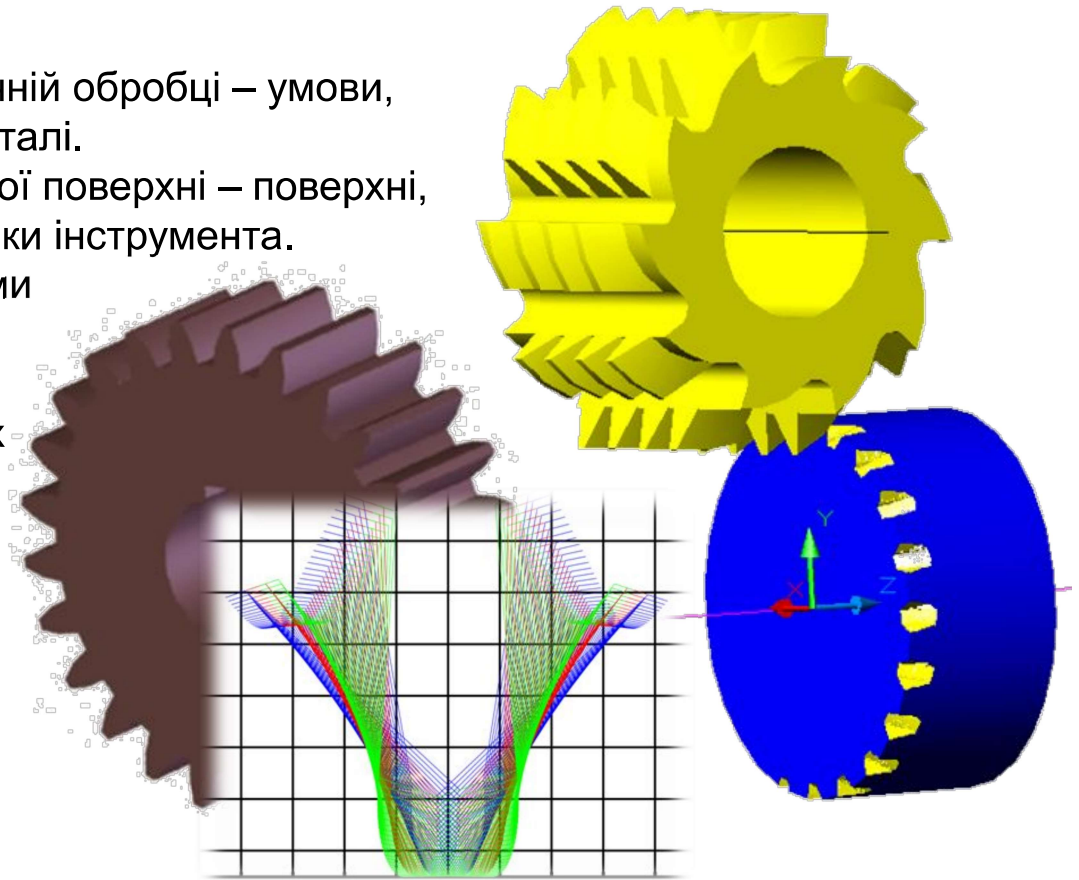 нній обробці – умови,
талі.
ої поверхні – поверхні,
ки інструмента.
ми
х
Y
X
Z